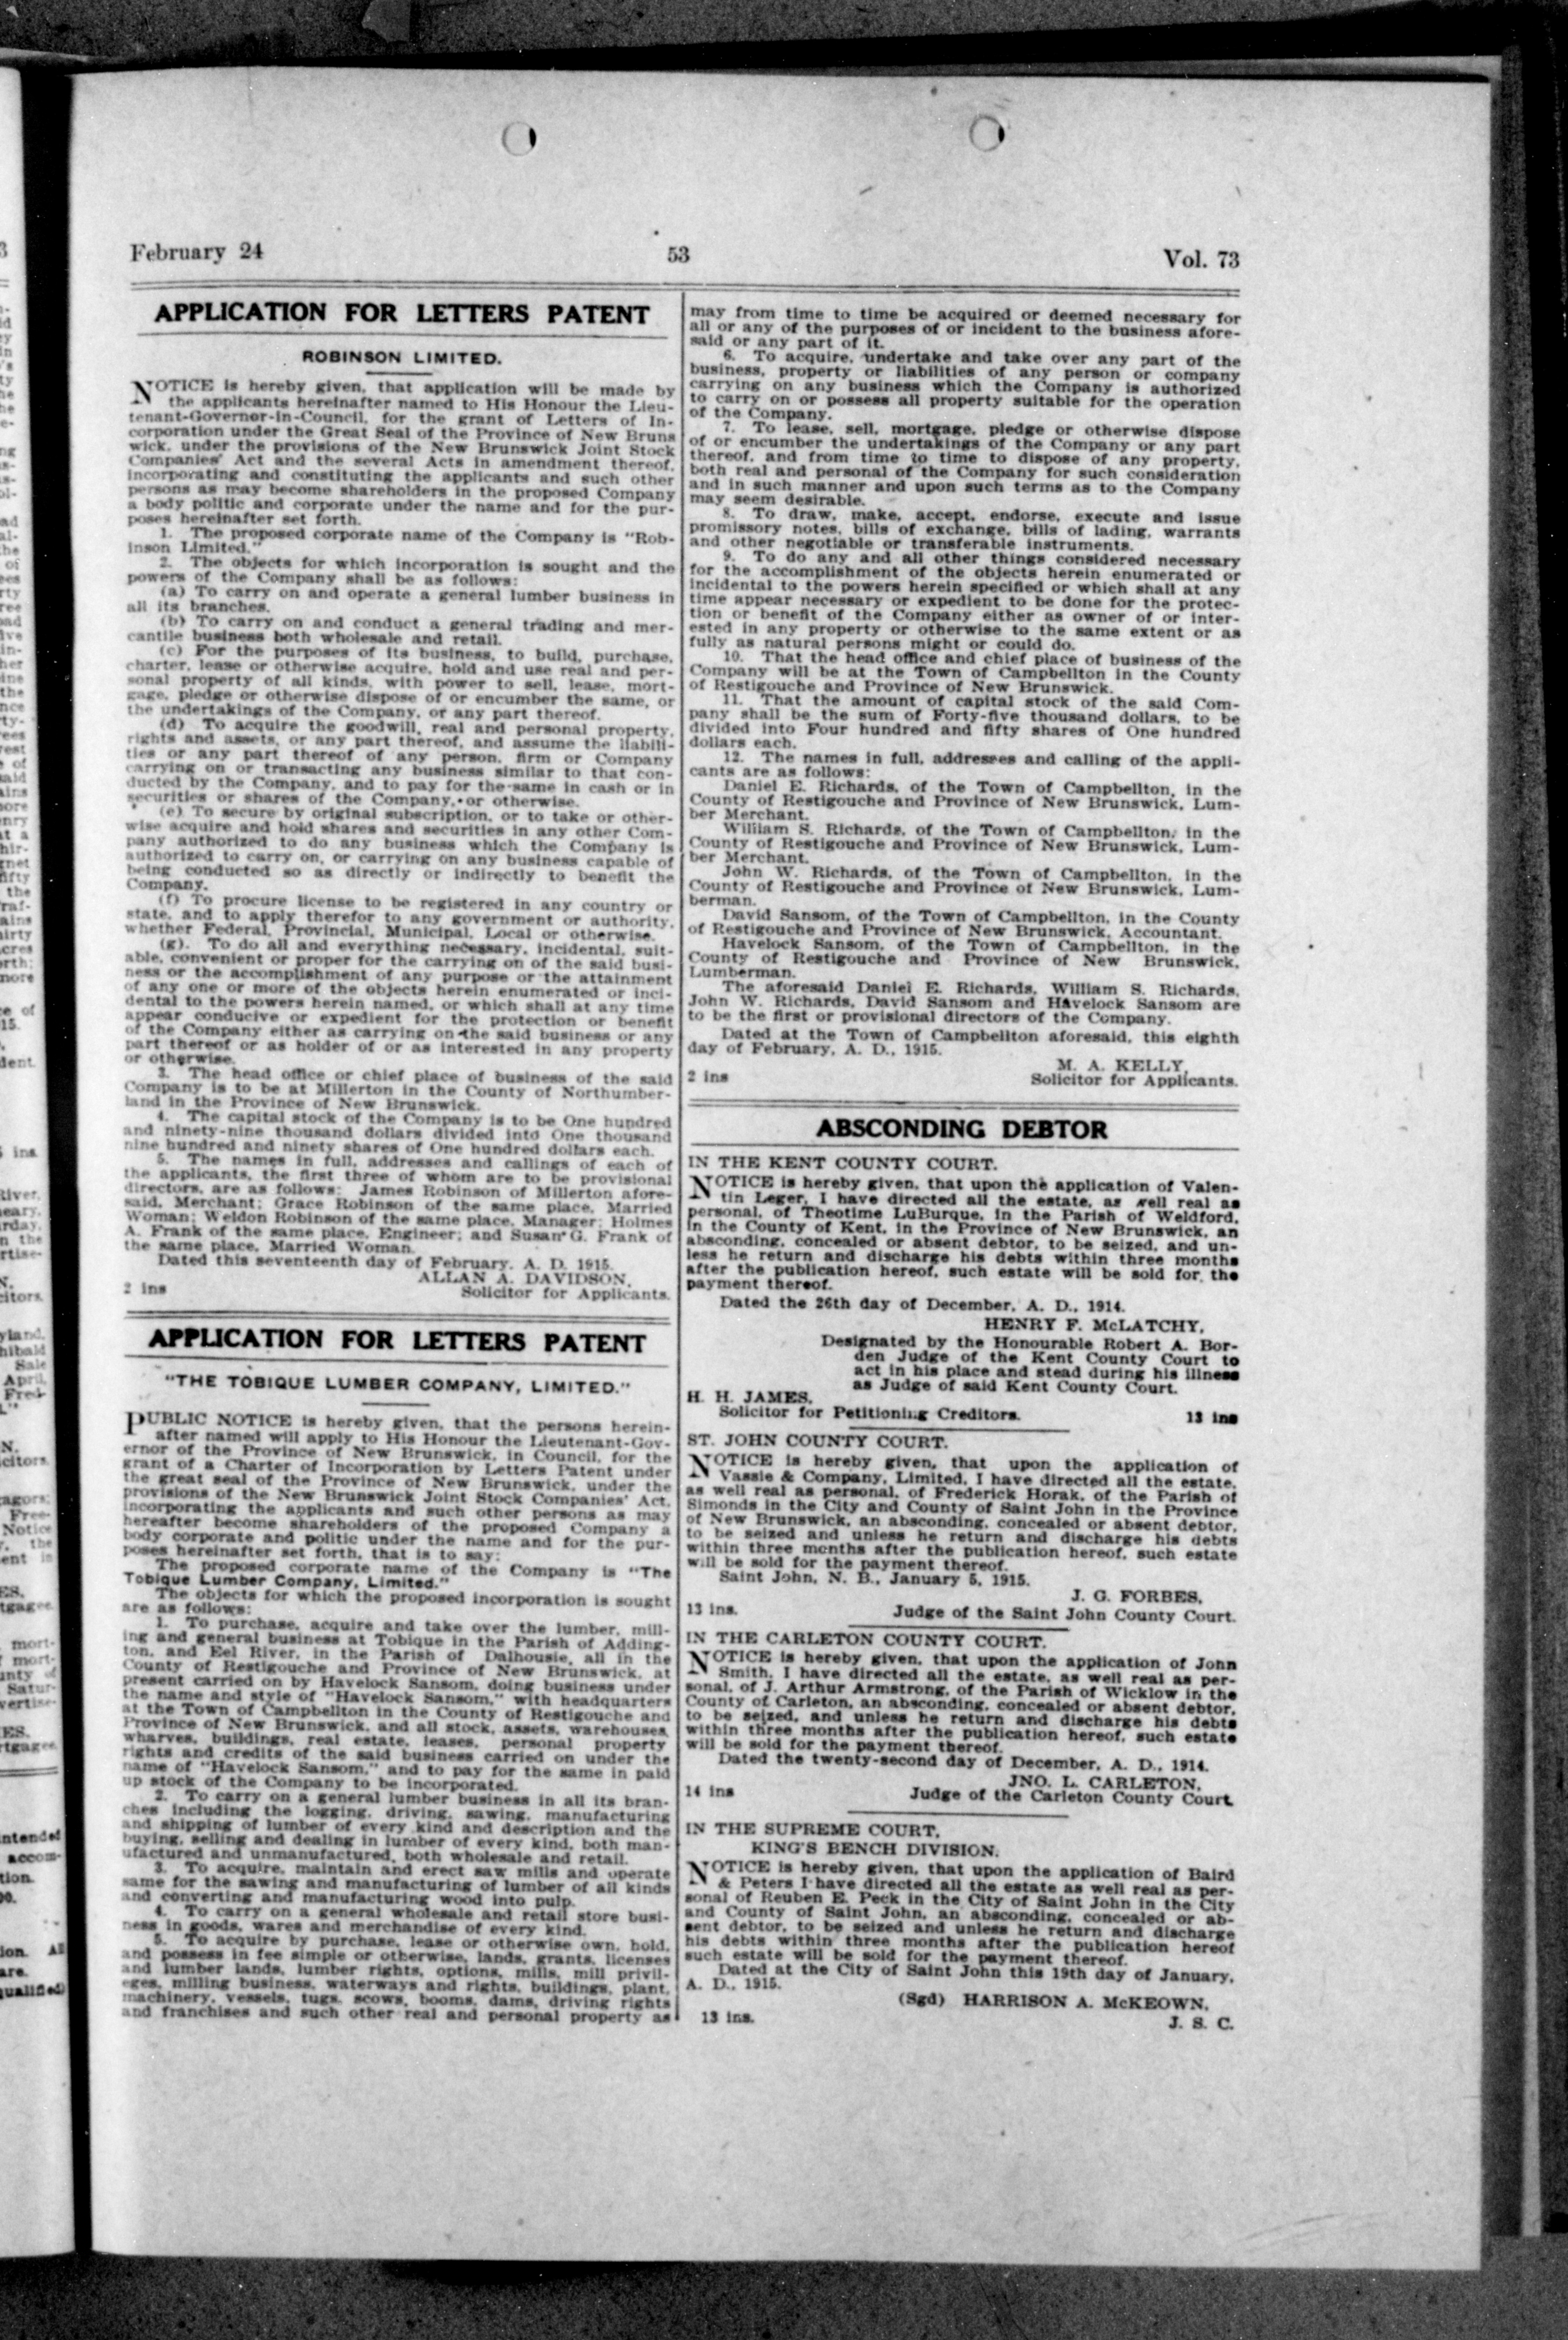 February 24
53
Vol. 73
APPLICATION FOR LETTERS PATENT
ROBINSON LIMITED.
NOTICE is hereby given, that application will be made by
the applicants hereinafter named to His Honour the Lieu-
tenant-Governor-in-Council, for the grant of Letters of In-
corporation under the Great Seal of the Province of New Bruns
wick, under the provisions of the New Brunswick Joint Stock
Companies' Act and the several Acts in amendment thereof,
incorporating and constituting the applicants and such other
persons as may become shareholders in the proposed Company
a body politic and corporate under the name and for the pur-
poses hereinafter set forth.
1. The proposed corporate name of the Company is "Rob-
inson Limited."
2. The objects for which incorporation is sought and the
powers of the Company shall be as follows:
(a) To carry on and operate a general lumber business in
all its branches.
(b) To carry on and conduct a general trading and mer-
cantile business both wholesale and retail.
(c) For the purposes of its business, to build, purchase,
charter, lease or otherwise acquire, hold and use real and per-
sonal property of all kinds, with power to sell, lease, mort-
gage, pledge or otherwise dispose of or encumber the same, or
the undertakings of the Company, or any part thereof.
(d) To acquire the goodwill, real and personal property,
rights and assets, or any part thereof, and assume the liabili-
ties or any part thereof of any person, firm or Company
carrying on or transacting any business similar to that con-
ducted by the Company, and to pay for the same in cash or in
securities or shares of the Company, or otherwise.
(e) To secure by original subscription, or to take or other-
wise acquire and hold shares and securities in any other Com-
pany authorized to do any business which the Company is
authorized to carry on, or carrying on any business capable of
being conducted so as directly or indirectly to benefit the
Company.
(f) To procure license to be registered in any country or
state, and to apply therefor to any government or authority,
whether Federal, Provincial, Municipal, Local or otherwise.
(g). To do all and everything necessary, incidental, suit-
able, convenient or proper for the carrying on of the said busi-
ness or the accomplishment of any purpose or the attainment
of any one or more of the objects herein enumerated or inci-
dental to the powers herein named, or which shall at any time
appear conducive or expedient for the protection or benefit
of the Company either as carrying on the said business or any
part thereof or as holder of or as interested in any property
or otherwise.
3. The head office or chief place of business of the said
Company is to be at Millerton in the County of Northumber-
land in the Province of New Brunswick.
4. The capital stock of the Company is to be One hundred
and ninety-nine thousand dollars divided into One thousand
nine hundred and ninety shares of One hundred dollars each.
5. The names in full, addresses and callings of each of
the applicants, the first three of whom are to be provisional
directors, are as follows: James Robinson of Millerton afore-
said, Merchant; Grace Robinson of the same place, Married
Woman; Weldon Robinson of the same place, Manager; Holmes
A. Frank of the same place, Engineer; and Susan G. Frank of
the same place, Married Woman.
Dated this seventeenth day of February, A. D. 1915.
ALLAN A. DAVIDSON,
2 ins Solicitor for Applicants.
APPLICATION FOR LETTERS PATENT
"THE TOBIQUE LUMBER COMPANY, LIMITED."
PUBLIC NOTICE is hereby given, that the persons herein-
after named will apply to His Honour the Lieutenant-Gov-
ernor of the Province of New Brunswick, in Council, for the
grant of a Charter of Incorporation by Letters Patent under
the great seal of the Province of New Brunswick, under the
provisions of the New Brunswick Joint Stock Companies' Act,
incorporating the applicants and such other persons as may
hereafter become shareholders of the proposed Company a
body corporate and politic under the name and for the pur-
poses hereinafter set forth, that is to say:
The proposed corporate name of the Company is "The
Tobique Lumber Company, Limited."
The objects for which the proposed incorporation is sought
are as follows:
1. To purchase, acquire and take over the lumber, mill-
ing and general business at Tobique in the Parish of Adding-
ton, and Eel River, in the Parish of Dalhousie, all in the
County of Restigouche and Province of New Brunswick, at
present carried on by Havelock Sansom, doing business under
the name and style of "Havelock Sansom," with headquarters
at the Town of Campbellton in the County of Restigouche and
Province of New Brunswick, and all stock, assets, warehouses,
wharves, buildings, real estate, leases, personal property
rights and credits of the said business carried on under the
name of "Havelock Sansom," and to pay for the same in paid
up stock of the Company to be incorporated.
2. To carry on a general lumber business in all its bran-
ches including the logging, driving, sawing, manufacturing
and shipping of lumber of every kind and description and the
buying, selling and dealing in lumber of every kind, both man-
ufactured and unmanufactured, both wholesale and retail.
3. To acquire, maintain and erect saw mills and operate
same for the sawing and manufacturing of lumber of all kinds
and converting and manufacturing wood into pulp.
4. To carry on a general wholesale and retail store busi-
ness in goods, wares and merchandise of every kind.
5. To acquire by purchase, lease or otherwise own, hold,
and possess in fee simple or otherwise, lands, grants, licenses
and lumber lands, lumber rights, options, mills, mill privil-
eges, milling business, waterways and rights, buildings, plant,
machinery, vessels, tugs, scows, booms, dams, driving rights
and franchises and such other real and personal property as
may from time to time be acquired or deemed necessary for
all or any of the purposes of or incident to the business afore-
said or any part of it.
6. To acquire, undertake and take over any part of the
business, property or liabilities of any person or company
carrying on any business which the Company is authorized
to carry on or possess all property suitable for the operation
of the Company.
7. To lease, sell, mortgage, pledge or otherwise dispose
of or encumber the undertakings of the Company or any part
thereof, and from time to time to dispose of any property,
both real and personal of the Company for such consideration
and in such manner and upon such terms as to the Company
may seem desirable.
8. To draw, make, accept, endorse, execute and issue
promissory notes, bills of exchange, bills of lading, warrants
and other negotiable or transferable instruments.
9. To do any and all other things considered necessary
for the accomplishment of the objects herein enumerated or
incidental to the powers herein specified or which shall at any
time appear necessary or expedient to be done for the protec-
tion or benefit of the Company either as owner of or inter-
ested in any property or otherwise to the same extent or as
fully as natural persons might or could do.
10. That the head office and chief place of business of the
Company will be at the Town of Campbellton in the County
of Restigouche and Province of New Brunswick.
11. That the amount of capital stock of the said Com-
pany shall be the sum of Forty-five thousand dollars, to be
divided into Four hundred and fifty shares of One hundred
dollars each.
12. The names in full, addresses and calling of the appli-
cants are as follows:
Daniel E. Richards, of the Town of Campbellton, in the
County of Restigouche and Province of New Brunswick, Lum-
ber Merchant.
William S. Richards, of the Town of Campbellton, in the
County of Restigouche and Province of New Brunswick, Lum-
ber Merchant.
John W. Richards, of the Town of Campbellton, in the
County of Restigouche and Province of New Brunswick, Lum-
berman.
David Sansom, of the Town of Campbellton, in the County
of Restigouche and Province of New Brunswick, Accountant.
Havelock Sansom, of the Town of Campbellton, in the
County of Restigouche and Province of New Brunswick,
Lumberman.
The aforesaid Daniel E. Richards, William S. Richards,
John W. Richards, David Sansom and Havelock Sansom are
to be the first or provisional directors of the Company.
Dated at the Town of Campbellton aforesaid, this eighth
day of February, A. D., 1915.
M. A. KELLY,
2 ins Solicitor for Applicants.
ABSCONDING DEBTOR
IN THE KENT COUNTY COURT.
NOTICE is hereby given, that upon the application of Valen-
tin Leger, I have directed all the estate, as well real as
personal, of Theotime LuBurque, in the Parish of Weldford,
in the County of Kent, in the Province of New Brunswick, an
absconding, concealed or absent debtor, to be seized, and un-
less he return and discharge his debts within three months
after the publication hereof, such estate will be sold for the
payment thereof.
Dated the 26th day of December, A. D., 1914.
HENRY F. McLATCHY,
Designated by the Honourable Robert A. Bor-
den Judge of the Kent County Court to
act in his place and stead during his illness
as Judge of said Kent County Court.
H. H. JAMES,
Solicitor for Petitioning Creditors. 13 ins
ST. JOHN COUNTY COURT.
NOTICE is hereby given, that upon the application of
Vassie & Company, Limited, I have directed all the estate,
as well real as personal, of Frederick Horak, of the Parish of
Simonds in the City and County of Saint John in the Province
of New Brunswick, an absconding, concealed or absent debtor,
to be seized and unless he return and discharge his debts
within three months after the publication hereof, such estate
will be sold for the payment thereof.
Saint John, N. B., January 5, 1915.
J. G. FORBES,
13 ins. Judge of the Saint John County Court.
IN THE CARLETON COUNTY COURT.
NOTICE is hereby given, that upon the application of John
Smith, I have directed all the estate, as well real as per-
sonal, of J. Arthur Armstrong, of the Parish of Wicklow in the
County of Carleton, an absconding, concealed or absent debtor,
to be seized, and unless he return and discharge his debts
within three months after the publication hereof, such estate
will be sold for the payment thereof.
Dated the twenty-second day of December, A. D., 1914.
JNO. L. CARLETON,
14 ins Judge of the Carleton County Court.
IN THE SUPREME COURT,
KING'S BENCH DIVISION.
NOTICE is hereby given, that upon the application of Baird
& Peters I have directed all the estate as well real as per-
sonal of Reuben E. Peck in the City of Saint John in the City
and County of Saint John, an absconding, concealed or ab-
sent debtor, to be seized and unless he return and discharge
his debts within three months after the publication hereof
such estate will be sold for the payment thereof.
Dated at the City of Saint John this 19th day of January,
A. D., 1915.
(Sgd) HARRISON A. McKEOWN,
13 ins. J. S. C.